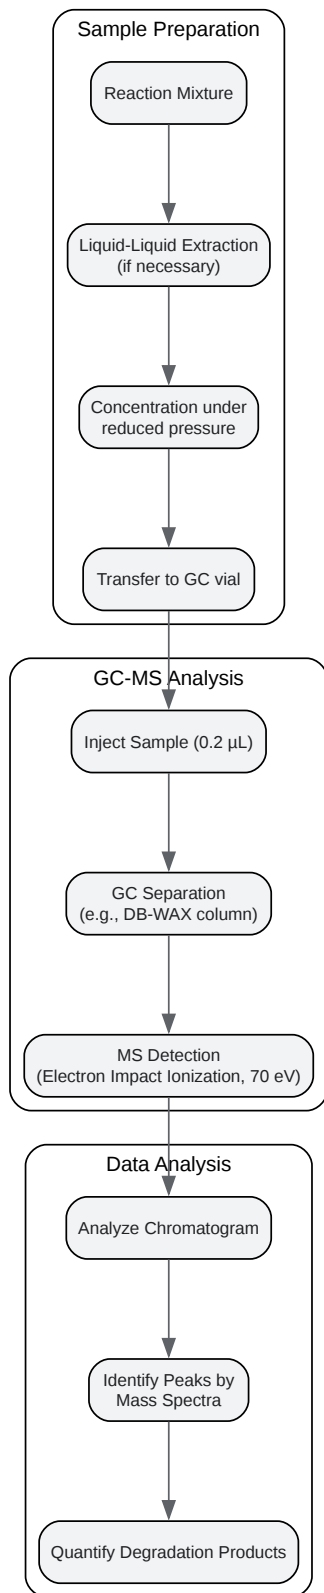 Sample Preparation
Reaction Mixture
Liquid-Liquid Extraction
(if necessary)
Concentration under
reduced pressure
Transfer to GC vial
GC-MS Analysis
Inject Sample (0.2 µL)
GC Separation
(e.g., DB-WAX column)
MS Detection
(Electron Impact Ionization, 70 eV)
Data Analysis
Analyze Chromatogram
Identify Peaks by
Mass Spectra
Quantify Degradation Products